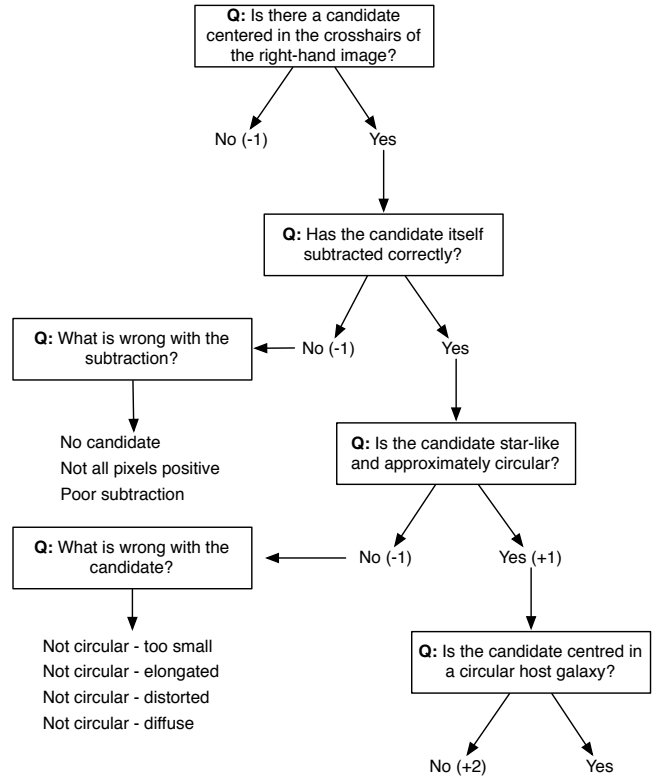 Q: Is there a candidate
centered in the crosshairs of
the right-hand image?
No (-1)
Yes
Q: Has the candidate itself
subtracted correctly?
No (-1)
Yes
Q: What is wrong with the
subtraction?
No candidate
Not all pixels positive
Poor subtraction
Q: Is the candidate star-like
and approximately circular?
No (-1)
Yes (+1)
Q: What is wrong with the
candidate?
Not circular - too small
Not circular - elongated
Not circular - distorted
Not circular - diffuse
Q: Is the candidate centred in
a circular host galaxy?
No (+2)
Yes